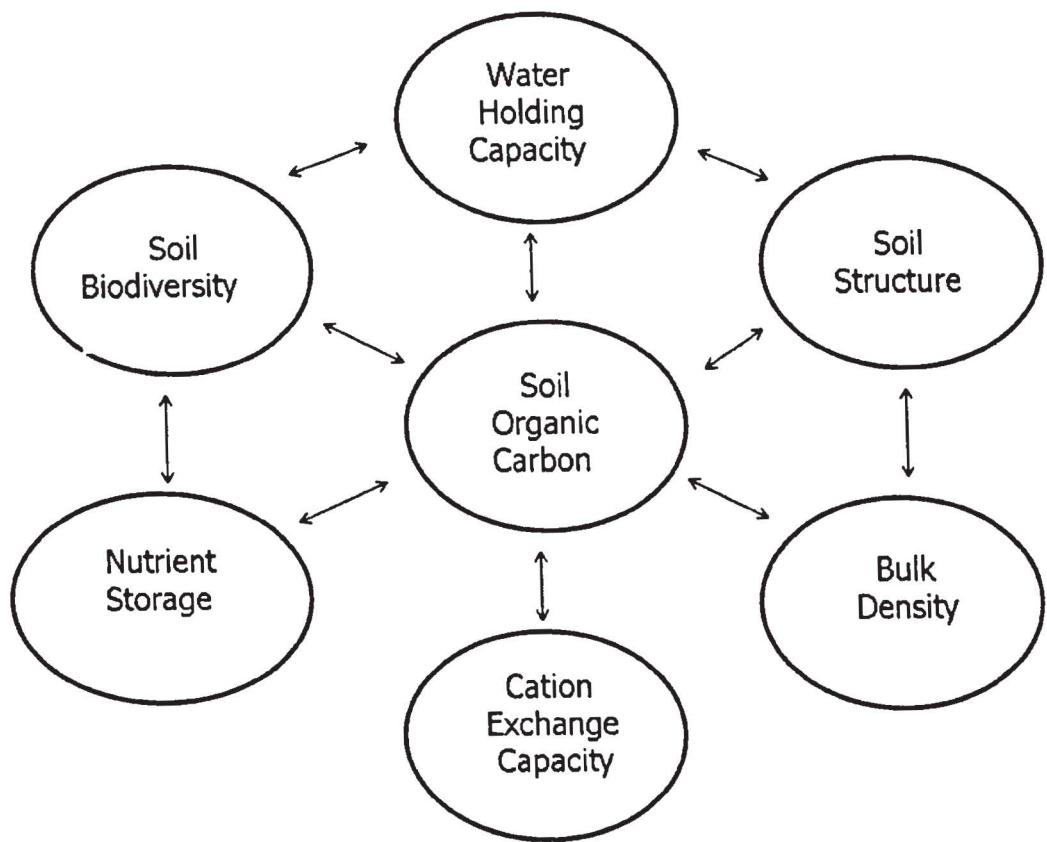 Water
Holding
Capacity
Soil
Biodiversity
Soil
Structure
Soil
Organic
Carbon
Nutrient
Storage
Bulk
Density
Cation
Exchange
Capacity